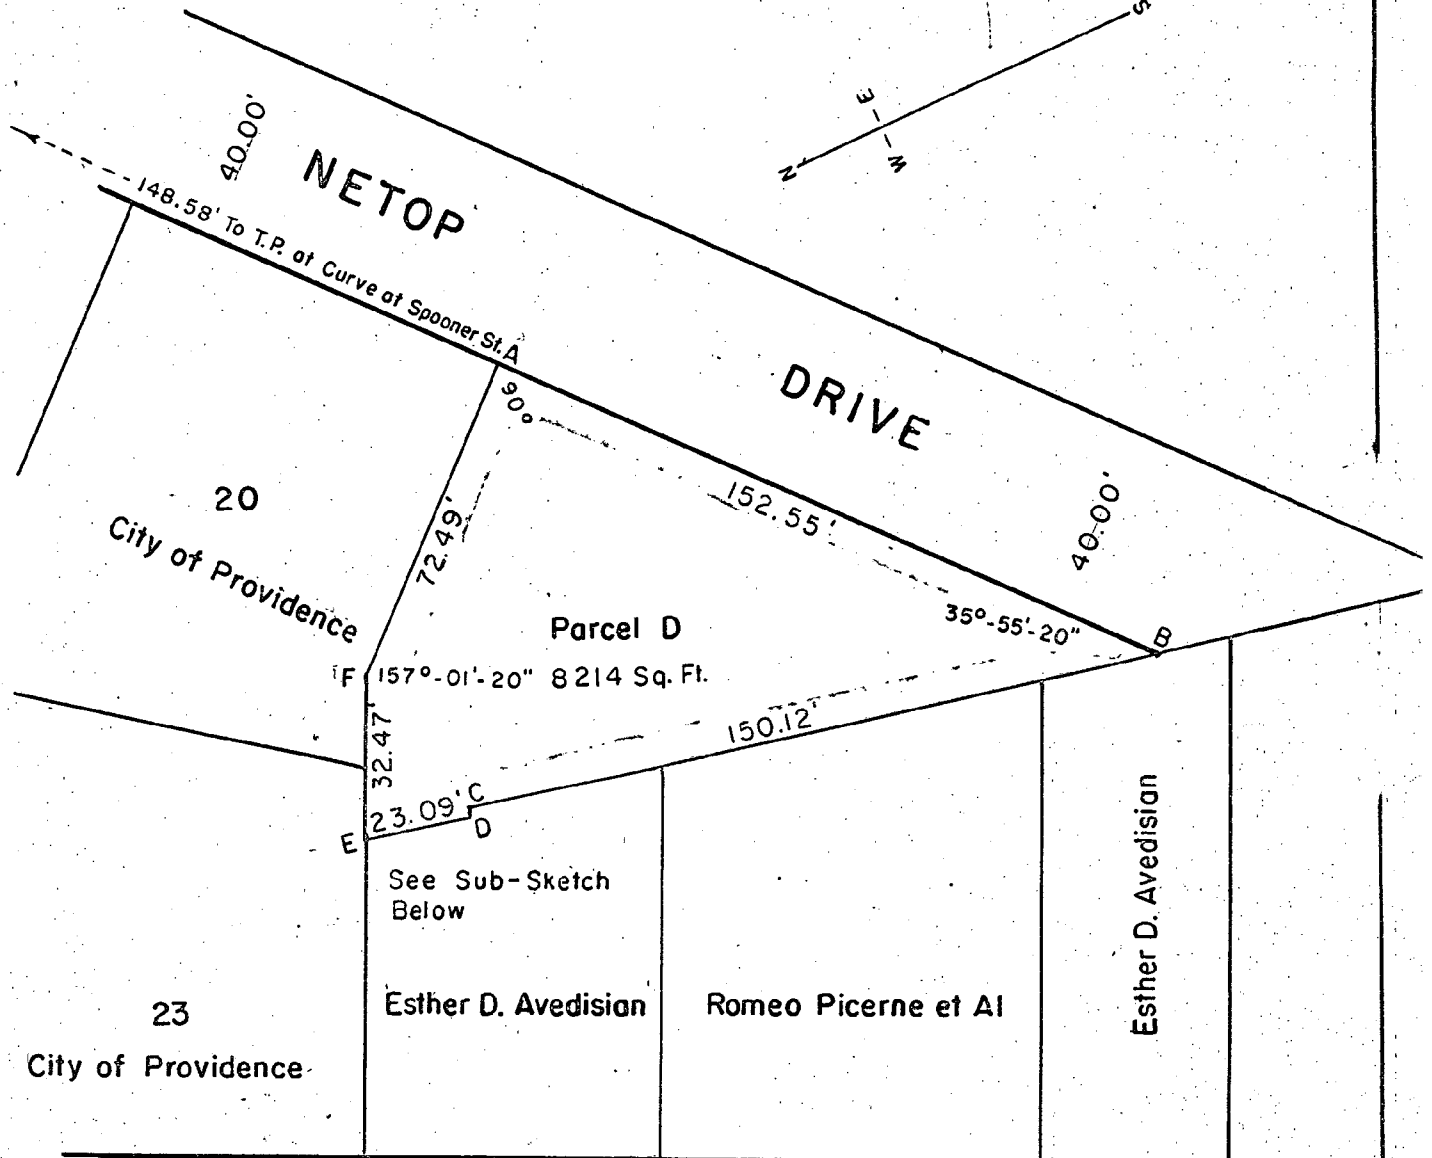 S
E
W
N
40.00'
NETOP
148.58' To T.P. at Curve at Spooner St.
A
90°
DRIVE
152.55'
40.00'
20
City of Providence
72.49'
Parcel D
35°-55'-20"
B
F
157°-01'-20"
8214 Sq. Ft.
32.47'
150.12'
23.09'
C
D
E
See Sub-Sketch
Below
Esther D. Avedisian
Romeo Picerne et Al
Esther D. Avedisian
23
City of Providence